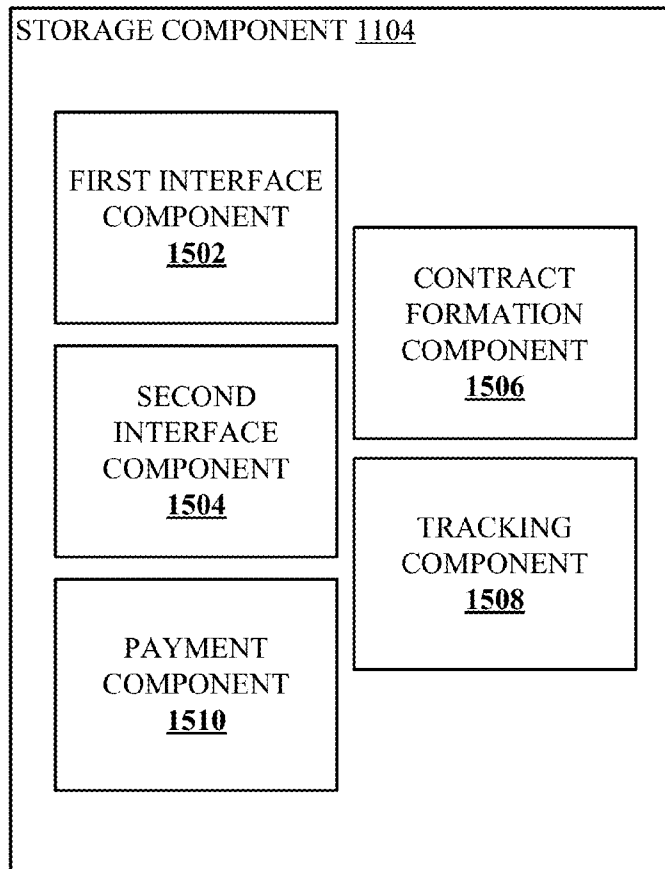 STORAGE COMPONENT 1104
FIRST INTERFACE
COMPONENT
1502
SECOND
INTERFACE
COMPONENT
1504
PAYMENT
COMPONENT
1510
CONTRACT
FORMATION
COMPONENT
1506
TRACKING
COMPONENT
1508